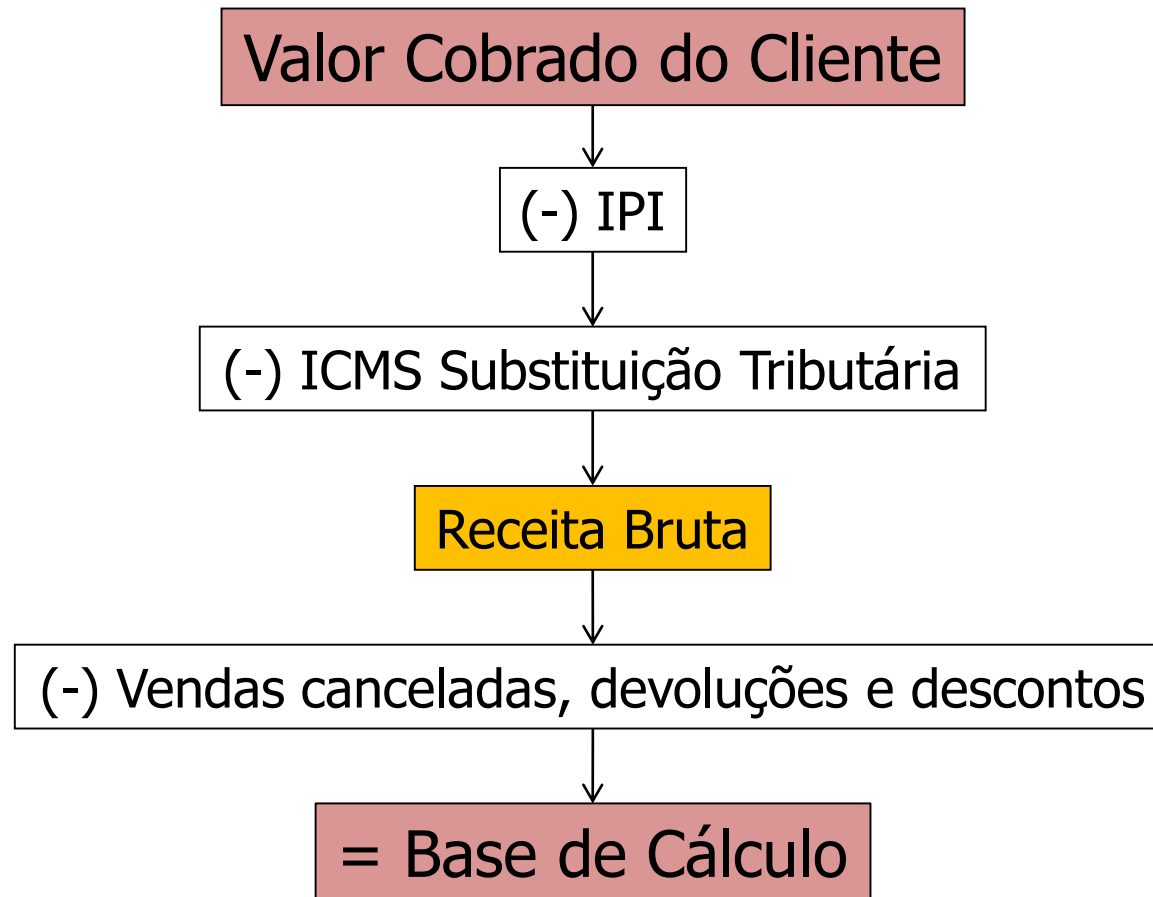 Valor Cobrado do Cliente
(-) IPI
(-) ICMS Substituição Tributária
Receita Bruta
(-) Vendas canceladas, devoluções e descontos
= Base de Cálculo